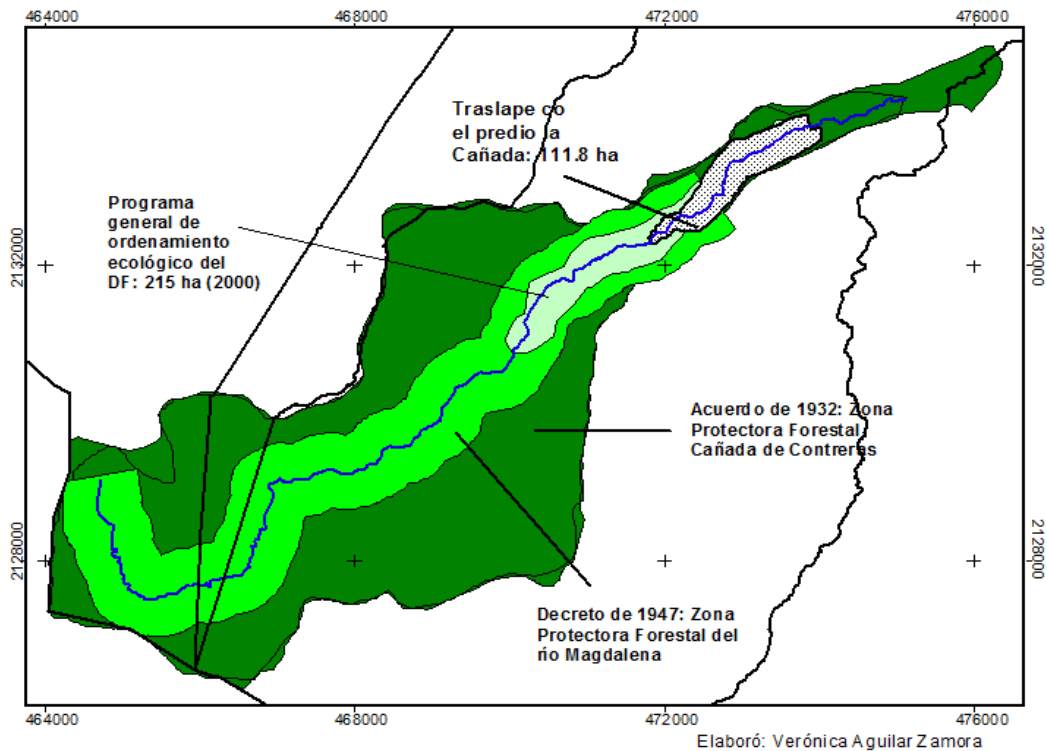 464000 468000 472000 476000
Traslape co
el predio la
Cañada: 111.8 ha
Programa
general de
ordenamiento
ecológico del
DF: 215 ha (2000)
2132000
2132000
Acuerdo de 1932: Zona
Protectora Forestal
Cañada de Contreras
2128000
2128000
Decreto de 1947: Zona
Protectora Forestal del
río Magdalena
464000 468000 472000 476000
Elaboró: Verónica Aguilar Zamora